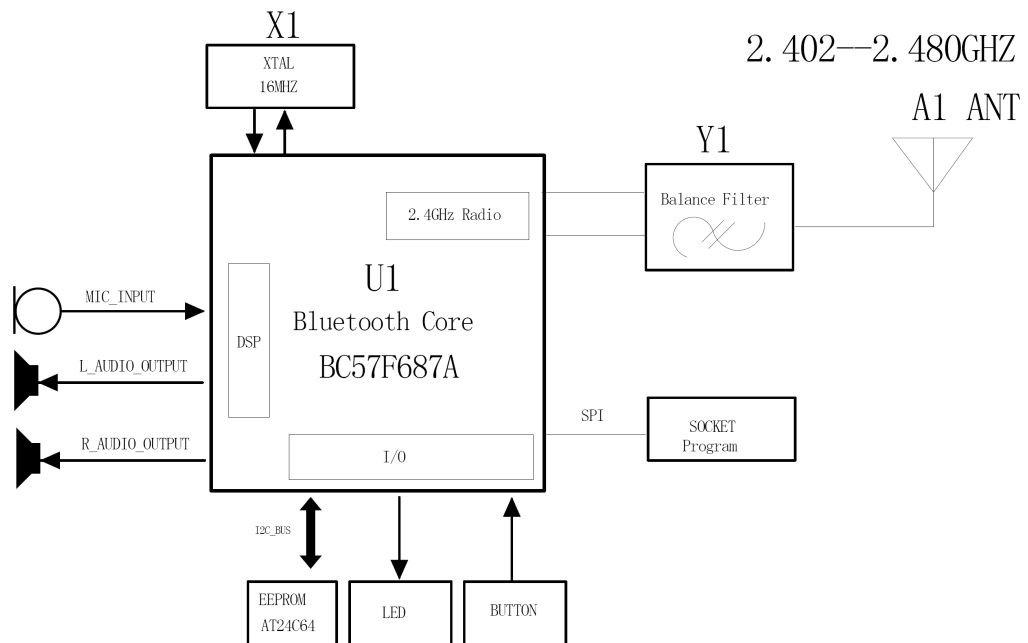 X1
XTAL
16MHZ
2.402--2.480GHZ
A1 ANT
Y1
Balance Filter
2.4GHz Radio
U1
Bluetooth Core
BC57F687A
DSP
MIC_INPUT
L_AUDIO_OUTPUT
R_AUDIO_OUTPUT
I/O
SPI
SOCKET
Program
I2C_BUS
EEPROM
AT24C64
LED
BUTTON